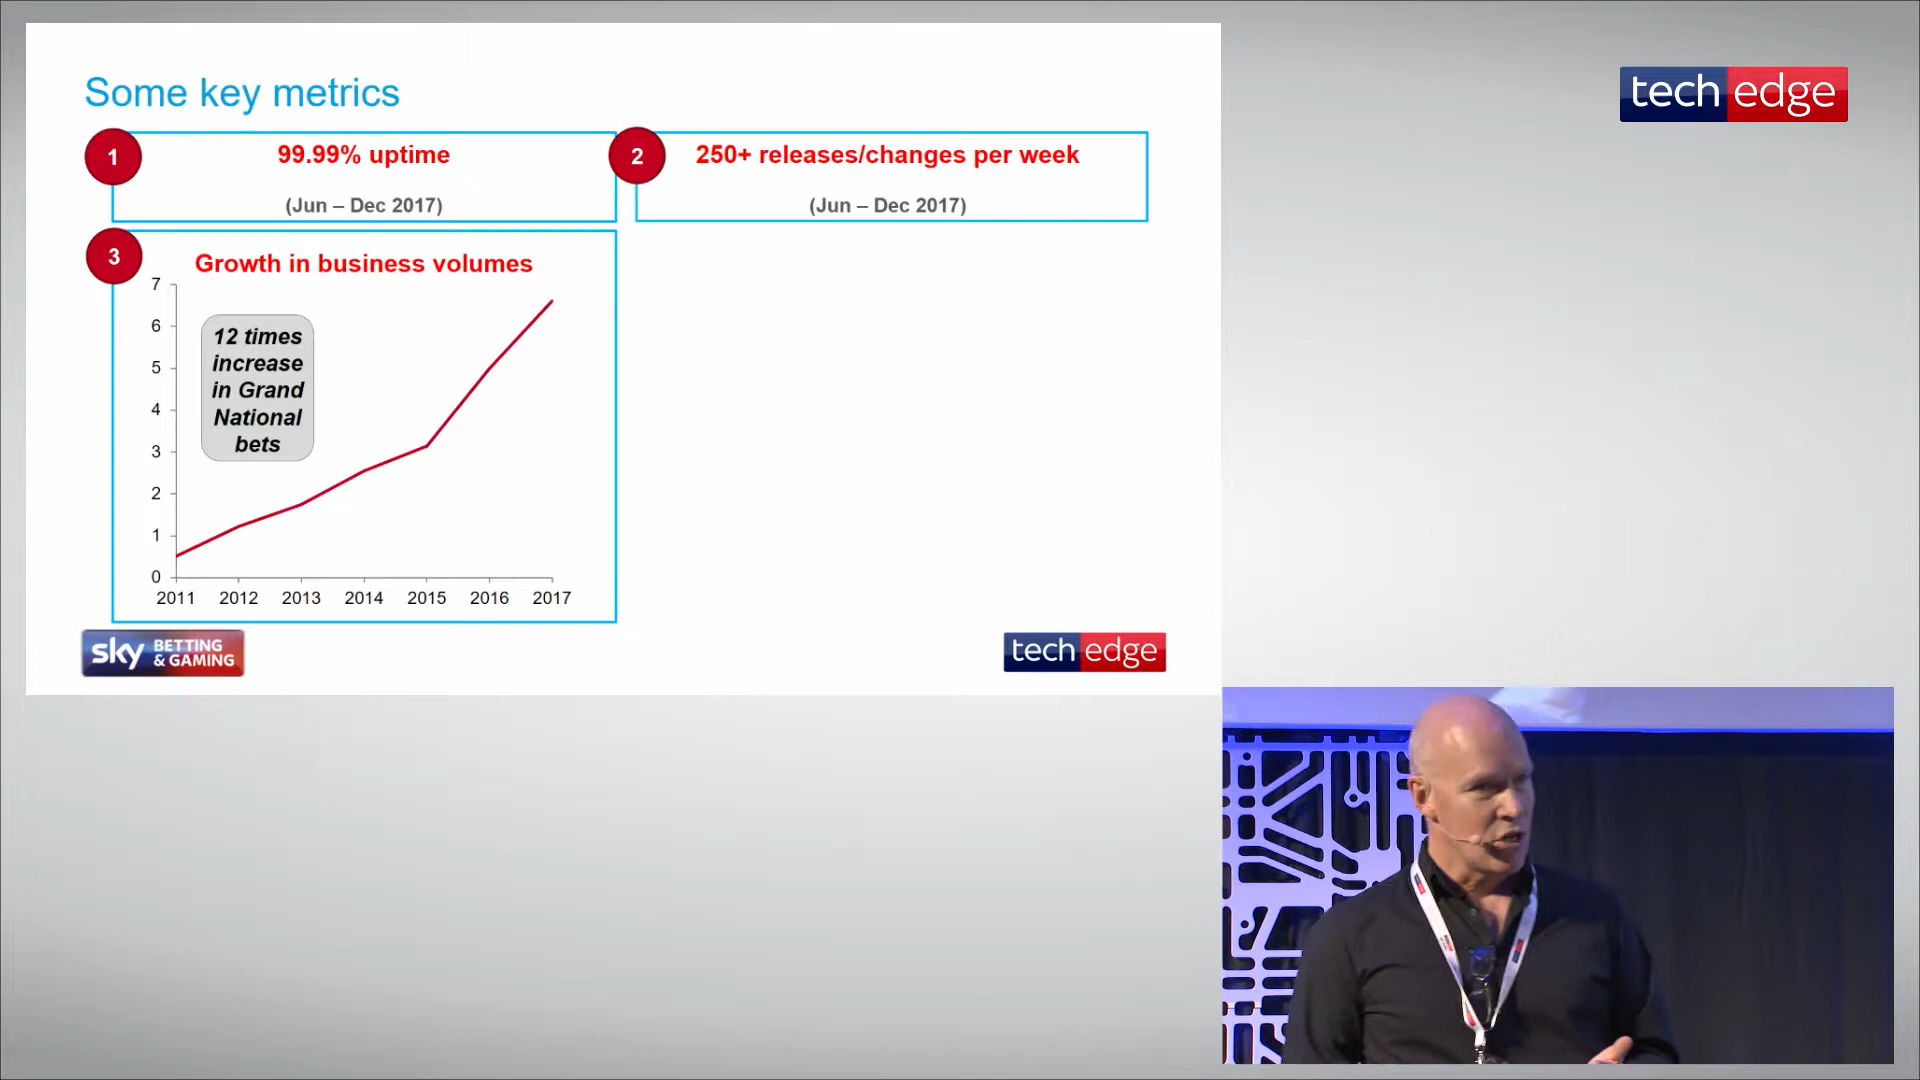 Some key metrics
tech edge
1
99.99% uptime
(Jun – Dec 2017)
2
250+ releases/changes per week
(Jun – Dec 2017)
3
Growth in business volumes
7
6
5
4
3
2
1
0
12 times
increase
in Grand
National
bets
2011 2012 2013 2014 2015 2016 2017
sky BETTING
& GAMING
tech edge